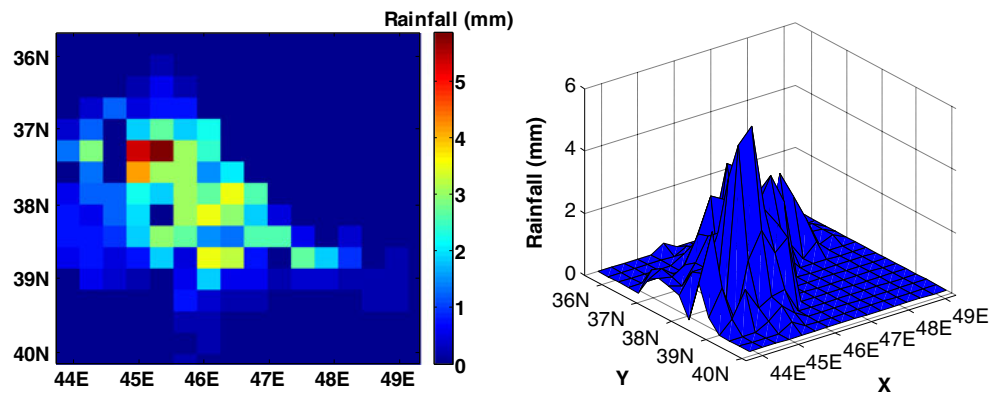 Rainfall (mm)
36N
37N
38N
39N
40N
44E 45E 46E 47E 48E 49E
5
4
3
2
1
0
Rainfall (mm)
6
4
2
0
36N
37N
38N
39N
40N
Y
44E
45E
46E
47E
48E
49E
X